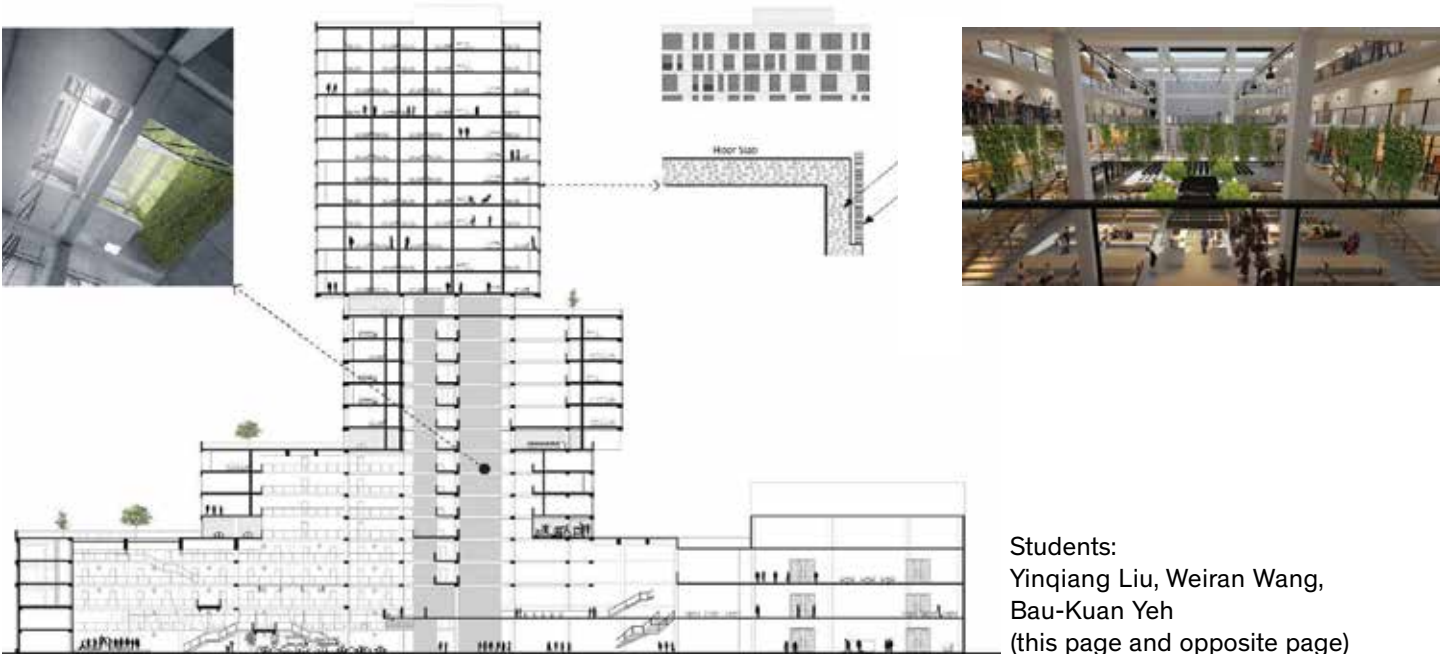 Floor Slab
Students:
Yinqiang Liu, Weiran Wang,
Bau-Kuan Yeh
(this page and opposite page)